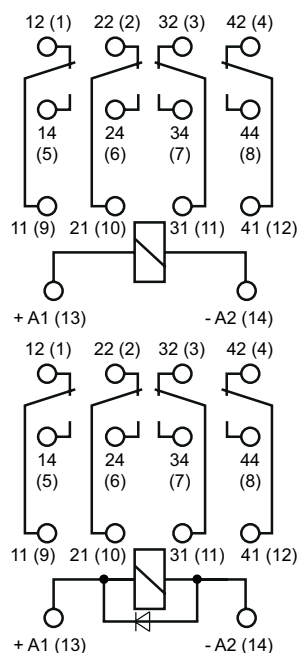 12 (1) 22 (2) 32 (3) 42 (4)
14 24 34 44
(5) (6) (7) (8)
11 (9) 21 (10) 31 (11) 41 (12)
+ A1 (13) - A2 (14)
12 (1) 22 (2) 32 (3) 42 (4)
14 24 34 44
(5) (6) (7) (8)
11 (9) 21 (10) 31 (11) 41 (12)
+ A1 (13) - A2 (14)